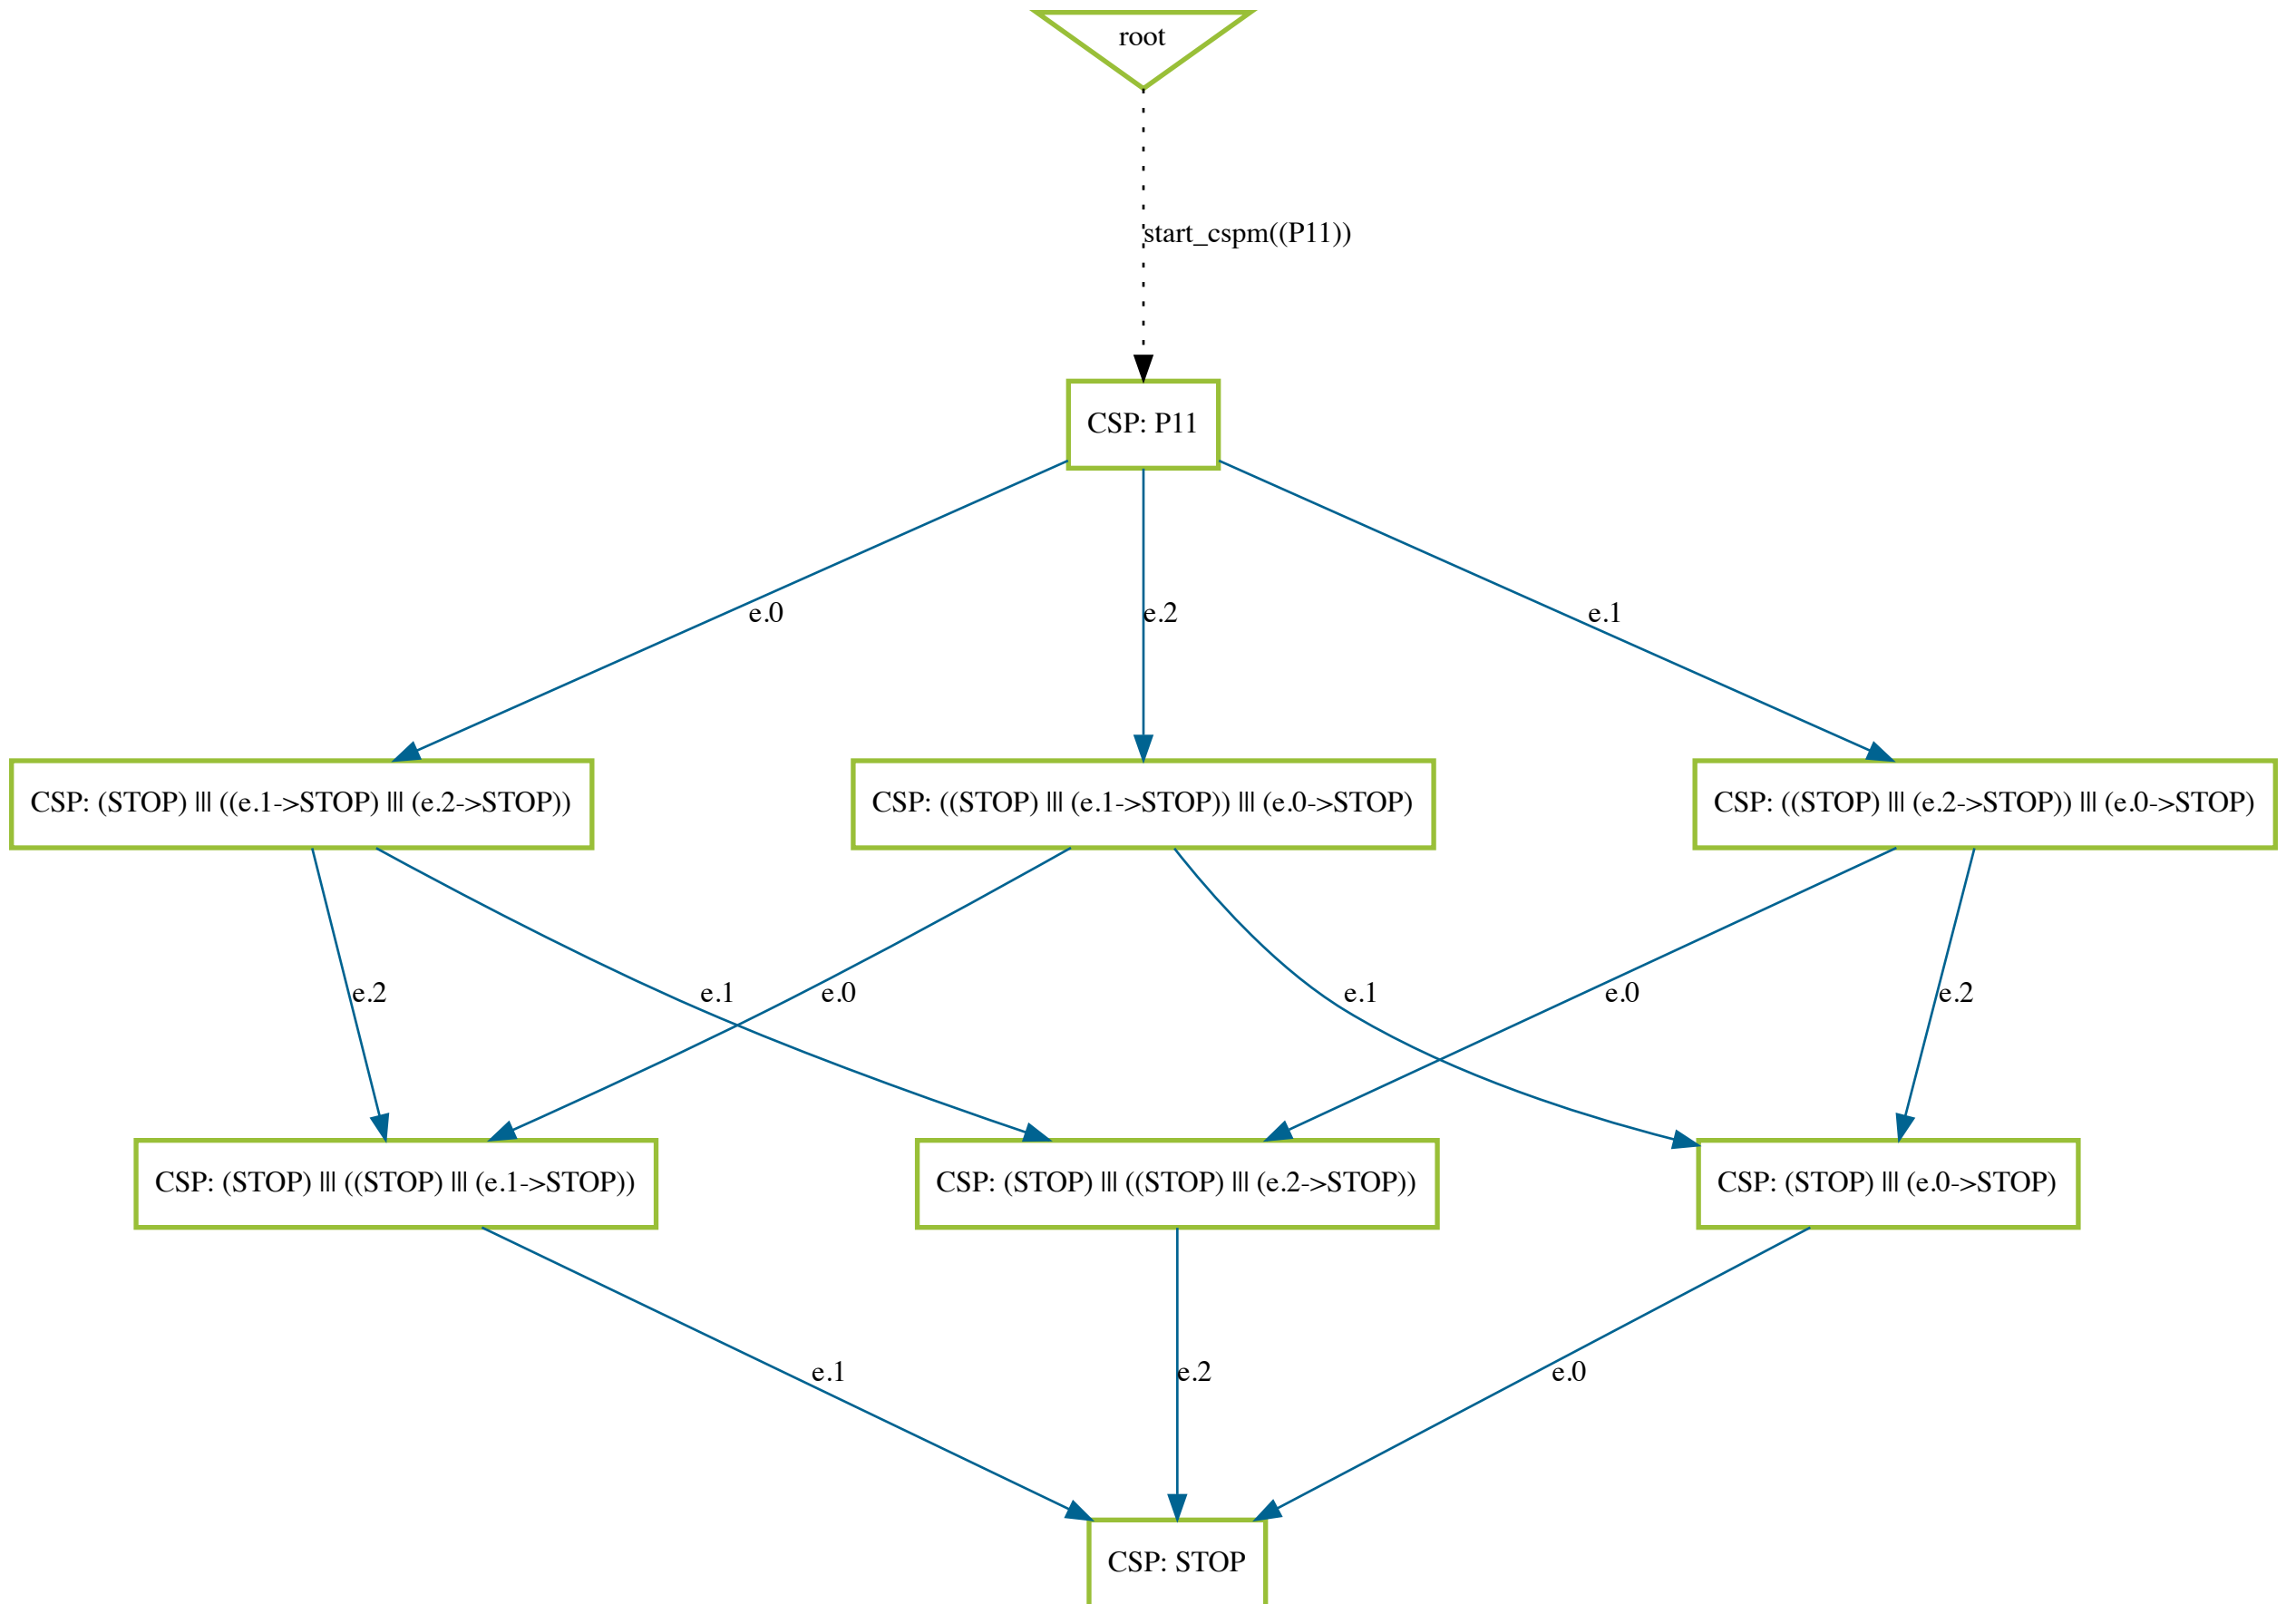 root
start_cspm((P11))
CSP: P11
e.0
e.2
e.1
CSP: (STOP) ||| ((e.1->STOP) ||| (e.2->STOP))
CSP: ((STOP) ||| (e.1->STOP)) ||| (e.0->STOP)
CSP: ((STOP) ||| (e.2->STOP)) ||| (e.0->STOP)
e.2
e.1
e.0
e.1
e.0
e.2
CSP: (STOP) ||| ((STOP) ||| (e.1->STOP))
CSP: (STOP) ||| ((STOP) ||| (e.2->STOP))
CSP: (STOP) ||| (e.0->STOP)
e.1
e.2
e.0
CSP: STOP